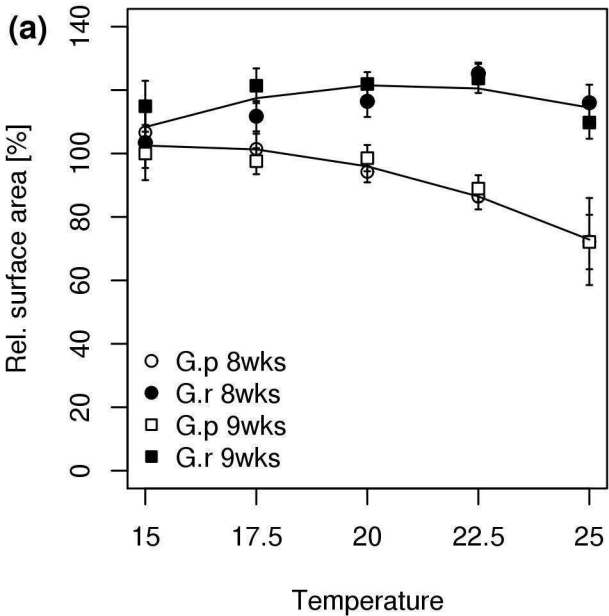 (a)
Rel. surface area [%]
140
100
80
60
40
20
0
G.p 8wks
G.r 8wks
G.p 9wks
G.r 9wks
15 17.5 20 22.5 25
Temperature